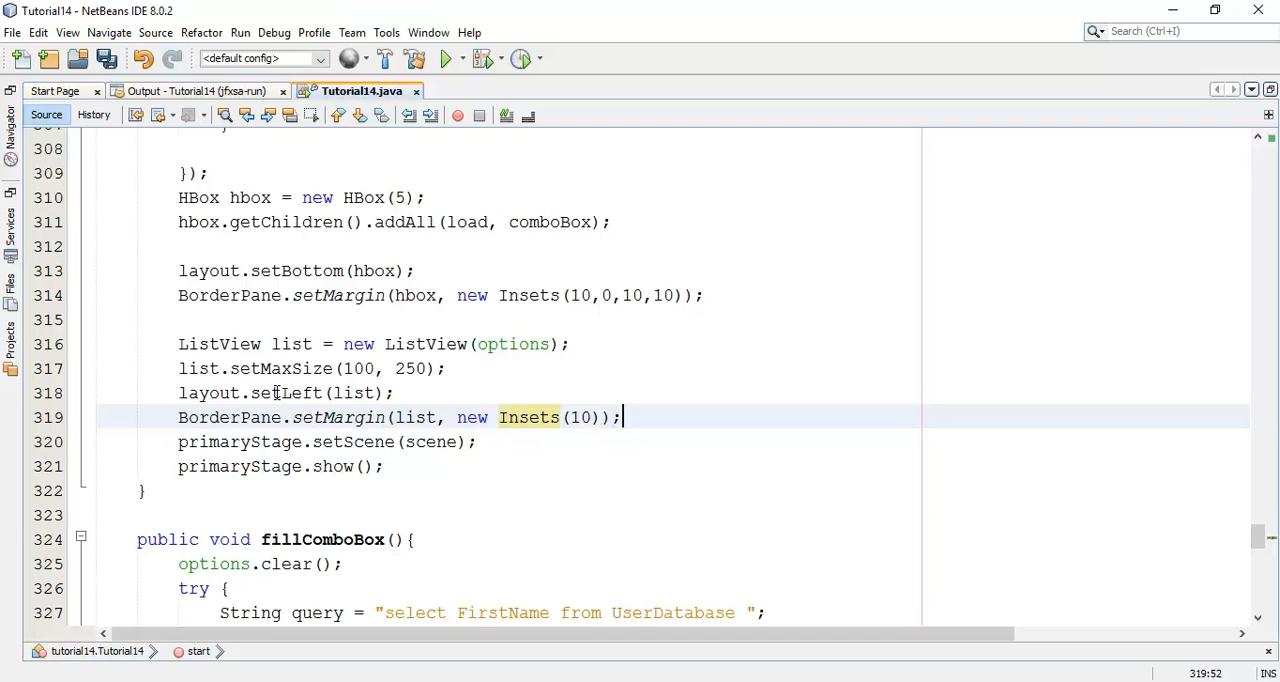 Tutorial14 - NetBeans IDE 8.0.2
File Edit View Navigate Source Refactor Run Debug Profile Team Tools Window Help
Search (Ctrl+I)
<default config>
Start Page
Output - Tutorial14 (jfxsa-run)
Tutorial14.java
Source History
Navigator
Services
Files
Projects
308
309 });
310 HBox hbox = new HBox(5);
311 hbox.getChildren().addAll(load, comboBox);
312
313 layout.setBottom(hbox);
314 BorderPane.setMargin(hbox, new Insets(10,0,10,10));
315
316 ListView list = new ListView(options);
317 list.setMaxSize(100, 250);
318 layout.setLeft(list);
319 BorderPane.setMargin(list, new Insets(10));
320 primaryStage.setScene(scene);
321 primaryStage.show();
322 }
323
324 public void fillComboBox(){
325 options.clear();
326 try {
327 String query = "select FirstName from UserDatabase ";
tutorial14.Tutorial14 start
319:52 INS